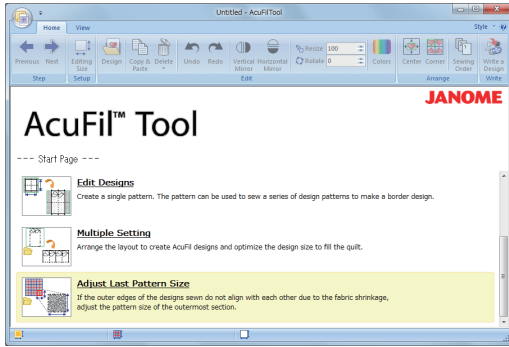 Untitled - AcuFilTool
Home View Style
Previous Next Editing Size Design Copy & Paste Delete Undo Redo Vertical Mirror Horizontal Mirror Resize 100 Rotate 0 Colors Center Corner Sewing Order Write a Design
Step Setup Edit Arrange Write
JANOME
AcuFil™ Tool
--- Start Page ---
Edit Designs
Create a single pattern. The pattern can be used to sew a series of design patterns to make a border design.
Multiple Setting
Arrange the layout to create AcuFil designs and optimize the design size to fill the quilt.
Adjust Last Pattern Size
If the outer edges of the designs sewn do not align with each other due to the fabric shrinkage,
adjust the pattern size of the outermost section.